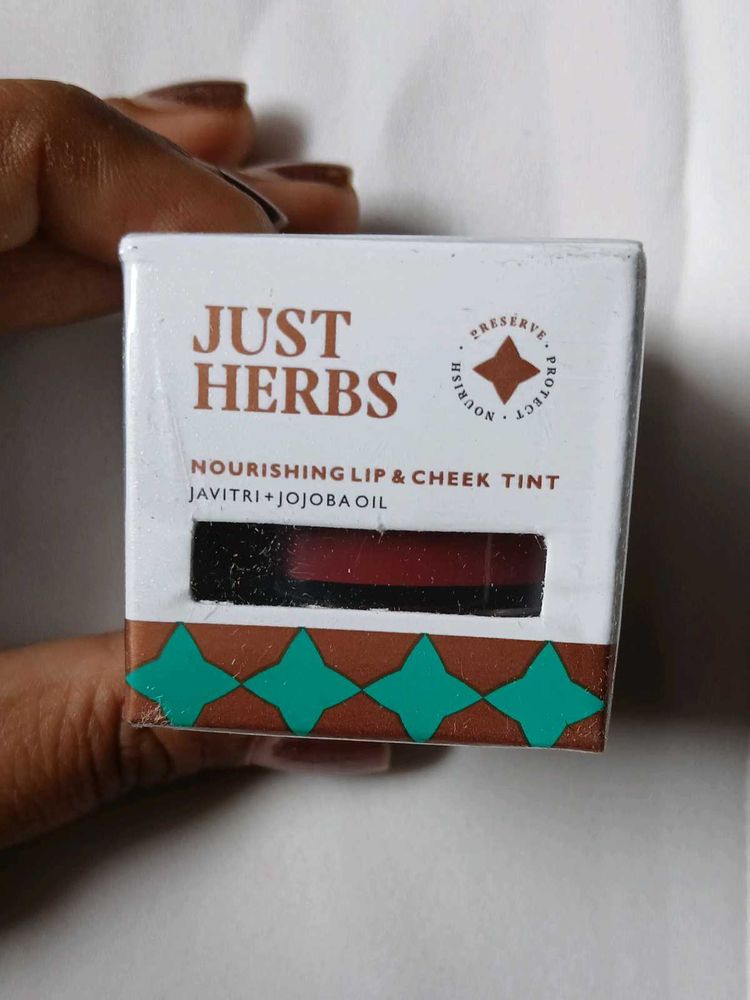 JUST
HERBS
PRESERVE · PROTECT · NOURISH ·
NOURISHING LIP & CHEEK TINT
JAVITRI + JOJOBA OIL